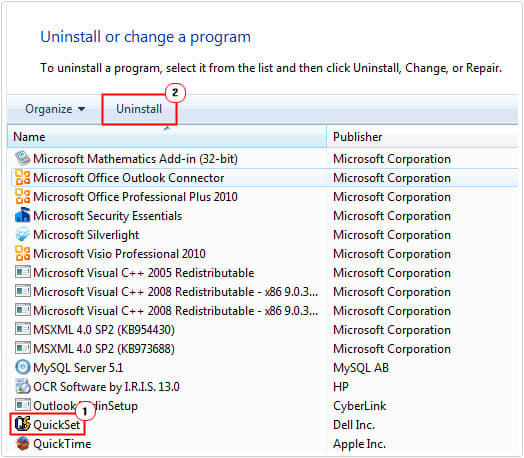 Uninstall or change a program
To uninstall a program, select it from the list and then click Uninstall, Change, or Repair.
2
Organize Uninstall
Name Publisher
Microsoft Mathematics Add-in (32-bit) Microsoft Corporation
Microsoft Office Outlook Connector Microsoft Corporation
Microsoft Office Professional Plus 2010 Microsoft Corporation
Microsoft Security Essentials Microsoft Corporation
Microsoft Silverlight Microsoft Corporation
Microsoft Visio Professional 2010 Microsoft Corporation
Microsoft Visual C++ 2005 Redistributable Microsoft Corporation
Microsoft Visual C++ 2008 Redistributable - x86 9.0.3... Microsoft Corporation
Microsoft Visual C++ 2008 Redistributable - x86 9.0.3... Microsoft Corporation
MSXML 4.0 SP2 (KB954430) Microsoft Corporation
MSXML 4.0 SP2 (KB973688) Microsoft Corporation
MySQL Server 5.1 MySQL AB
OCR Software by I.R.I.S. 13.0 HP
Outlook dinSetup CyberLink
1
QuickSet Dell Inc.
QuickTime Apple Inc.